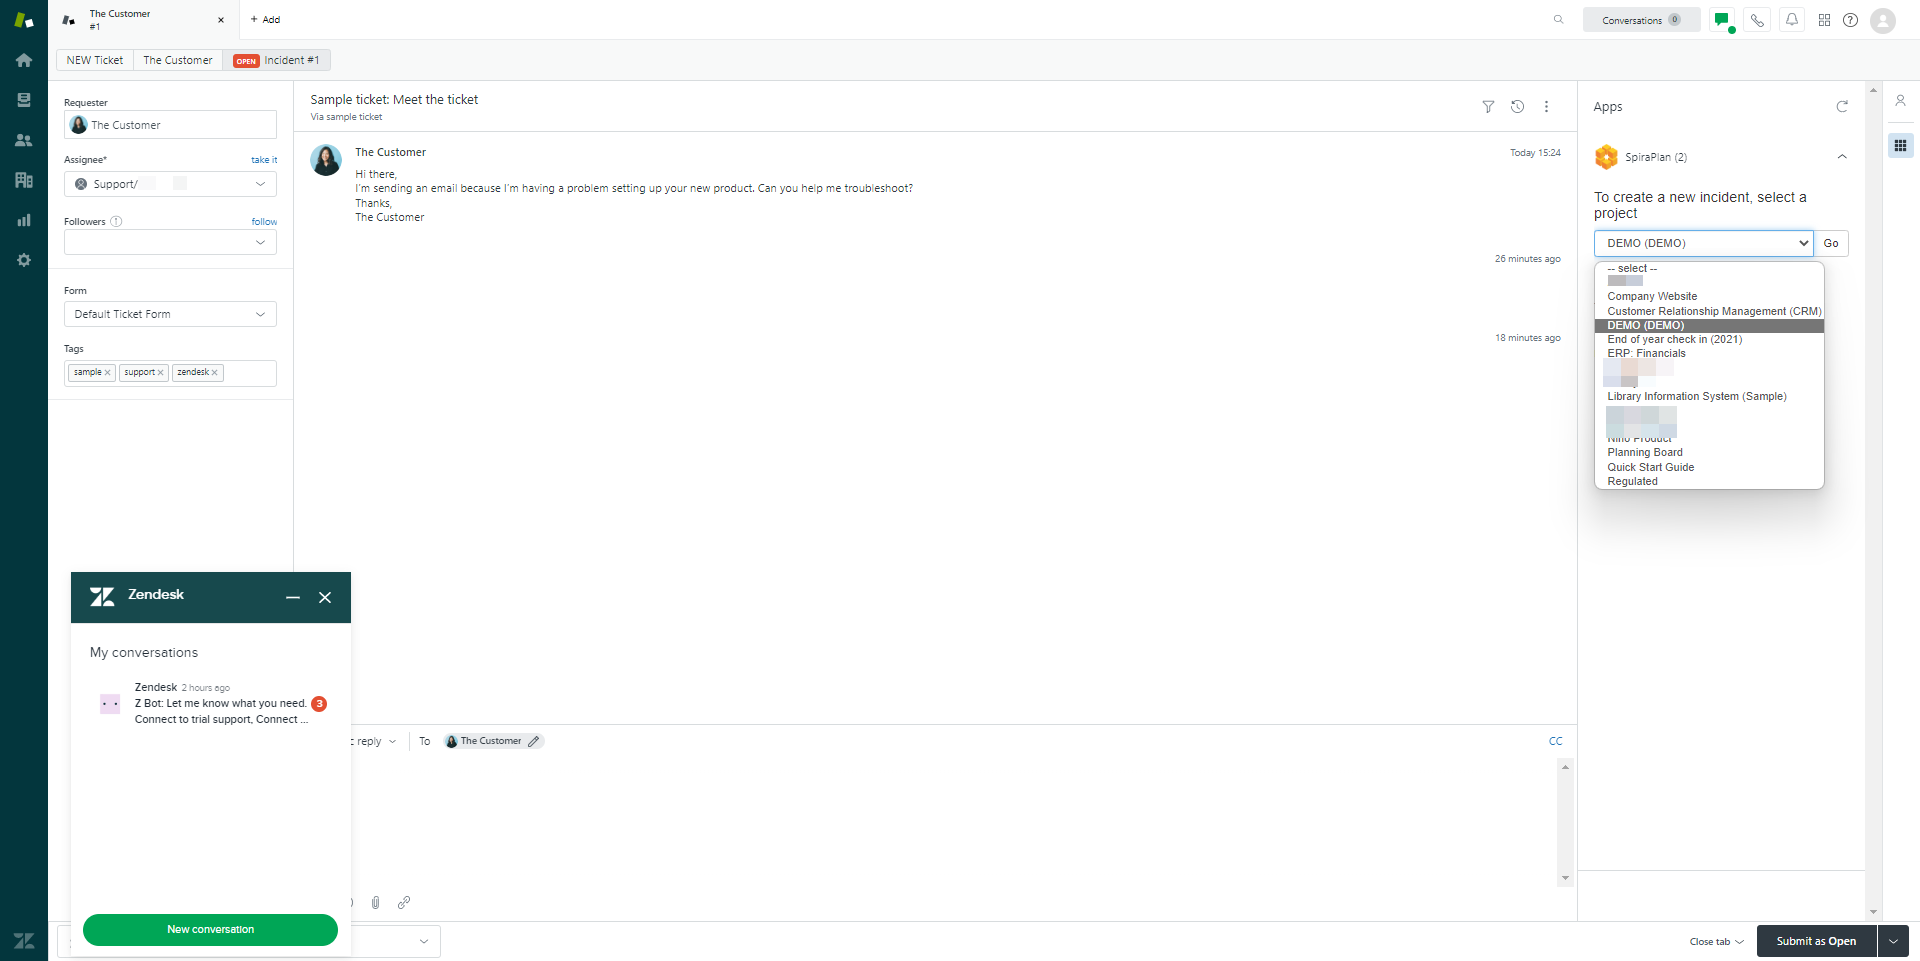 The Customer
#1
+ Add
Conversations 0
NEW Ticket
The Customer
OPEN Incident #1
Requester
The Customer
Assignee*
take it
Support/
Followers
follow
Form
Default Ticket Form
Tags
sample
support
zendesk
Sample ticket: Meet the ticket
Via sample ticket
The Customer
Today 15:24
Hi there,
I'm sending an email because I'm having a problem setting up your new product. Can you help me troubleshoot?
Thanks,
The Customer
26 minutes ago
18 minutes ago
reply
To
The Customer
CC
Apps
SpiraPlan (2)
To create a new incident, select a
project
DEMO (DEMO)
Go
-- select --
Company Website
Customer Relationship Management (CRM)
DEMO (DEMO)
End of year check in (2021)
ERP: Financials
Library Information System (Sample)
Product
Planning Board
Quick Start Guide
Regulated
Zendesk
My conversations
Zendesk 2 hours ago
Z Bot: Let me know what you need.
Connect to trial support, Connect ...
3
New conversation
Close tab
Submit as Open